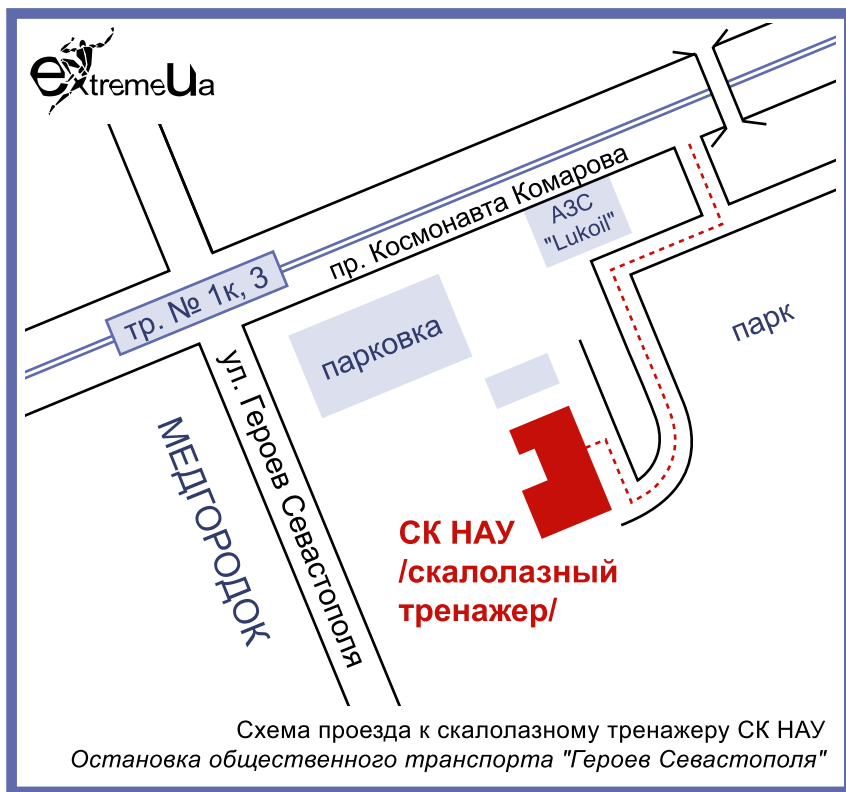 extremeUa
пр. Космонавта Комарова
АЗС
"Lukoil"
тр. № 1к, 3
парковка
парк
ул. Героев Севастополя
МЕДГОРОДОК
СК НАУ
/скалолазный
тренажер/
Схема проезда к скалолазному тренажеру СК НАУ
Остановка общественного транспорта "Героев Севастополя"